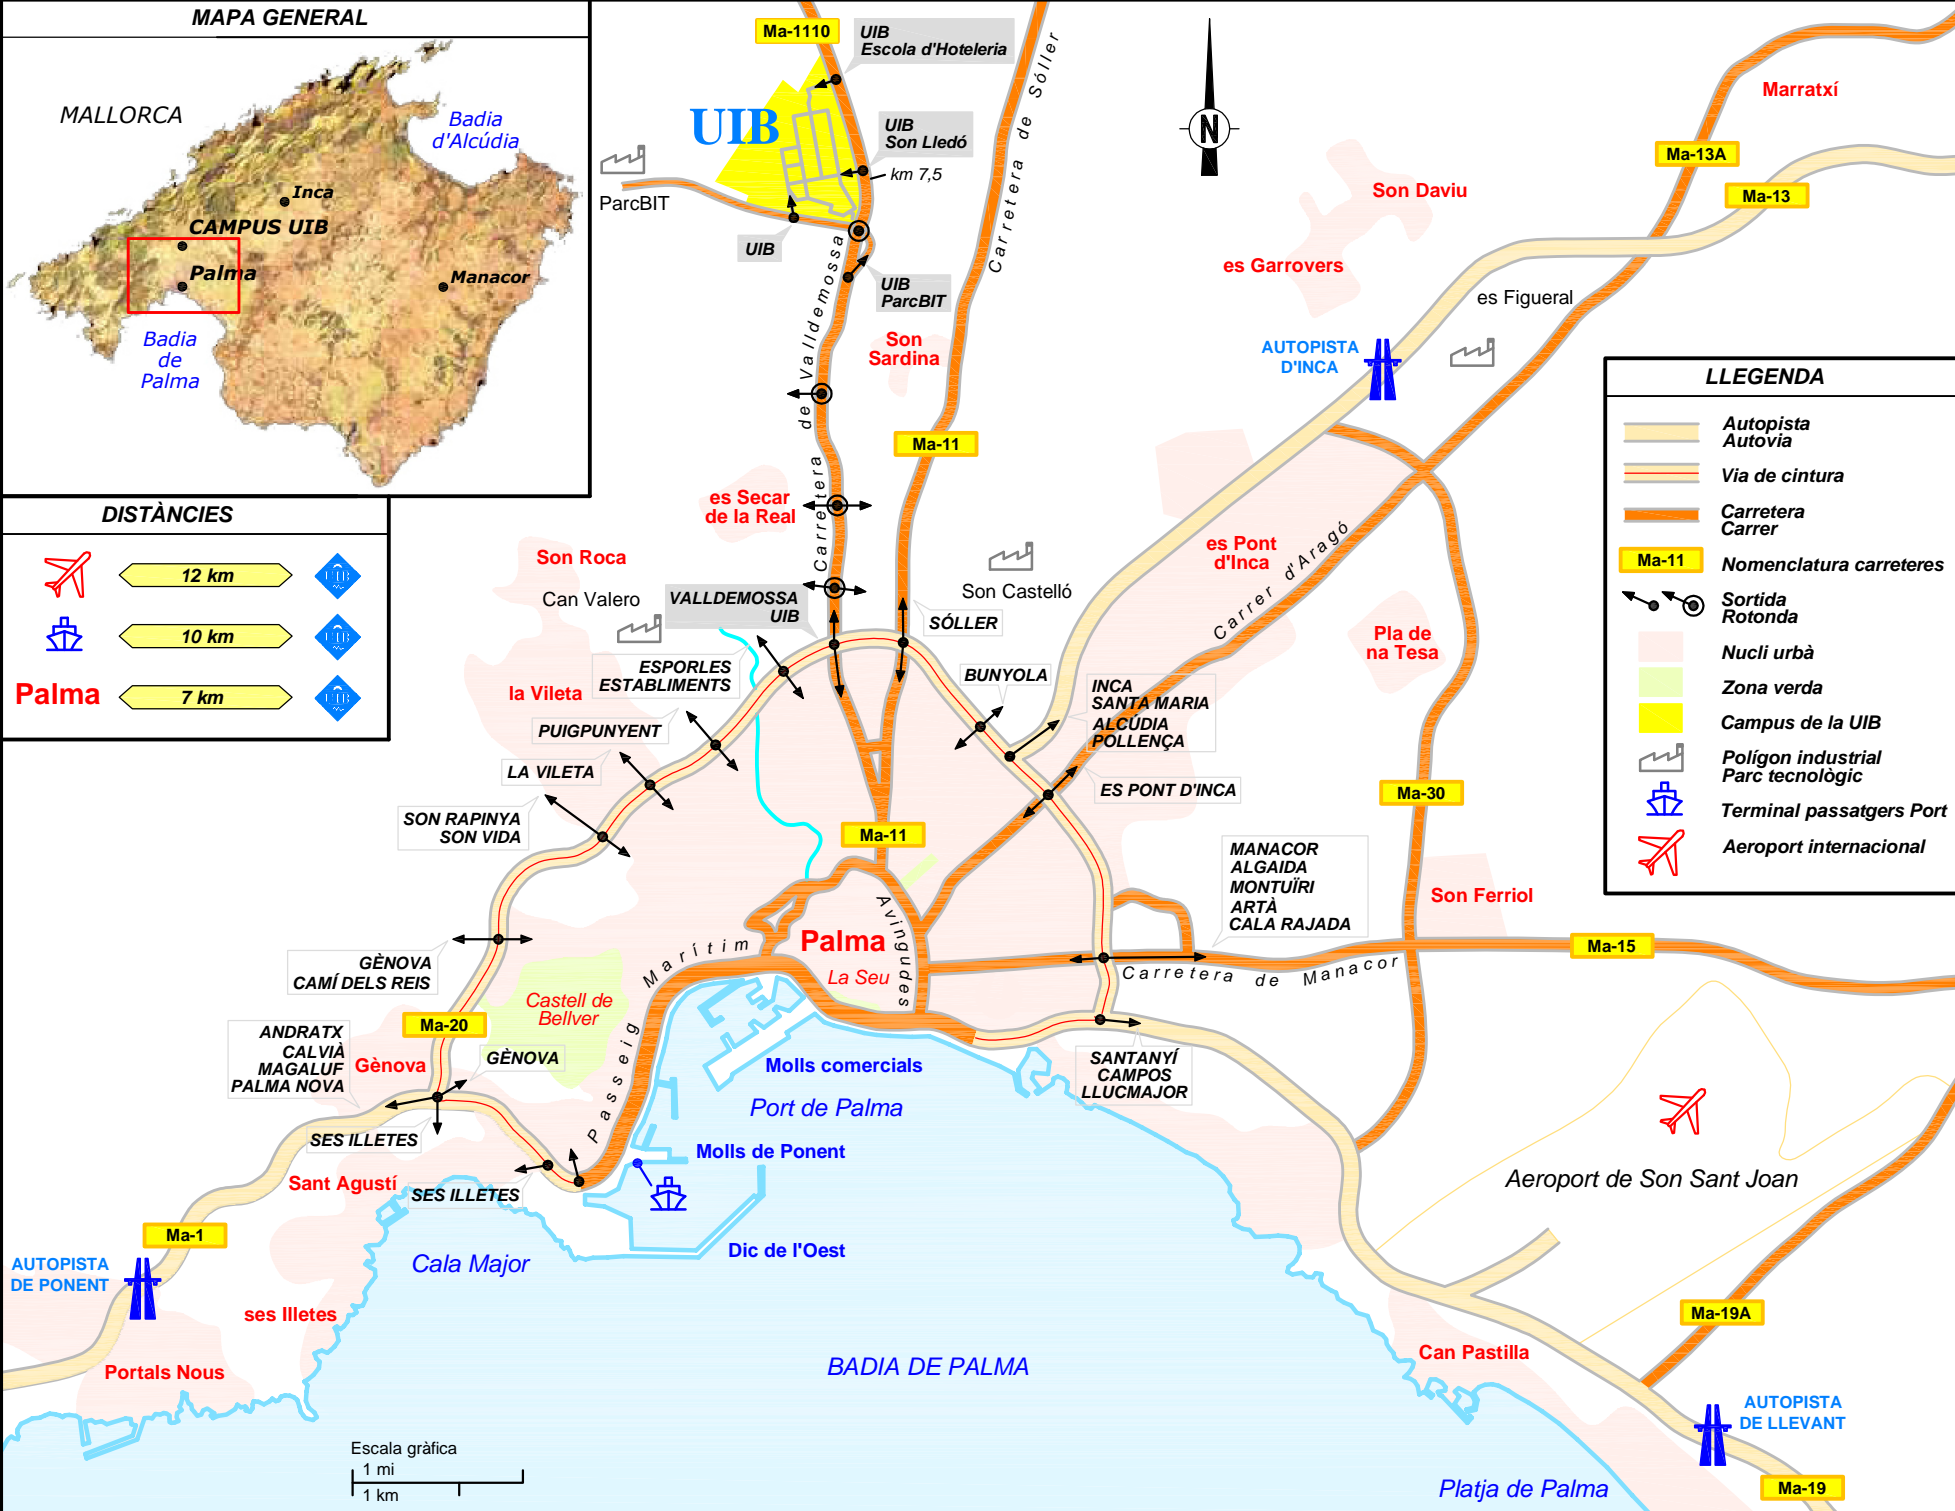 MAPA GENERAL
MALLORCA
Badia
d'Alcúdia
Inca
CAMPUS UIB
Palma
Manacor
Badia
de
Palma
DISTÀNCIES
12 km
UIB
10 km
UIB
Palma
7 km
UIB
Ma-1110
UIB
Escola d'Hoteleria
UIB
UIB
Son Lledó
km 7,5
ParcBIT
UIB
UIB
ParcBIT
Carretera de Valldemossa
Carretera de Sóller
N
Marratxí
Ma-13A
Ma-13
Son Daviu
es Garrovers
es Figueral
AUTOPISTA
D'INCA
Son
Sardina
Ma-11
es Secar
de la Real
Son Roca
Can Valero
Son Castelló
es Pont
d'Inca
Carrer d'Aragó
Pla de
na Tesa
VALLDEMOSSA
UIB
SÓLLER
ESPORLES
ESTABLIMENTS
la Vileta
BUNYOLA
INCA
SANTA MARIA
ALCÚDIA
POLLENÇA
PUIGPUNYENT
LA VILETA
ES PONT D'INCA
Ma-30
SON RAPINYA
SON VIDA
Ma-11
MANACOR
ALGAIDA
MONTUÏRI
ARTÀ
CALA RAJADA
Son Ferriol
Avingudes
Palma
La Seu
Ma-15
Carretera de Manacor
GÈNOVA
CAMÍ DELS REIS
Passeig Marítim
Castell de
Bellver
Ma-20
ANDRATX
CALVIÀ
MAGALUF
PALMA NOVA
Gènova
GÈNOVA
Molls comercials
Port de Palma
SANTANYÍ
CAMPOS
LLUCMAJOR
SES ILLETES
Molls de Ponent
Sant Agustí
SES ILLETES
Aeroport de Son Sant Joan
Ma-1
AUTOPISTA
DE PONENT
Cala Major
Dic de l'Oest
ses Illetes
Ma-19A
Portals Nous
BADIA DE PALMA
Can Pastilla
AUTOPISTA
DE LLEVANT
Escala gràfica
1 mi
1 km
Platja de Palma
Ma-19
LLEGENDA
Autopista
Autovia
Via de cintura
Carretera
Carrer
Ma-11
Nomenclatura carreteres
Sortida
Rotonda
Nucli urbà
Zona verda
Campus de la UIB
Polígon industrial
Parc tecnològic
Terminal passatgers Port
Aeroport internacional